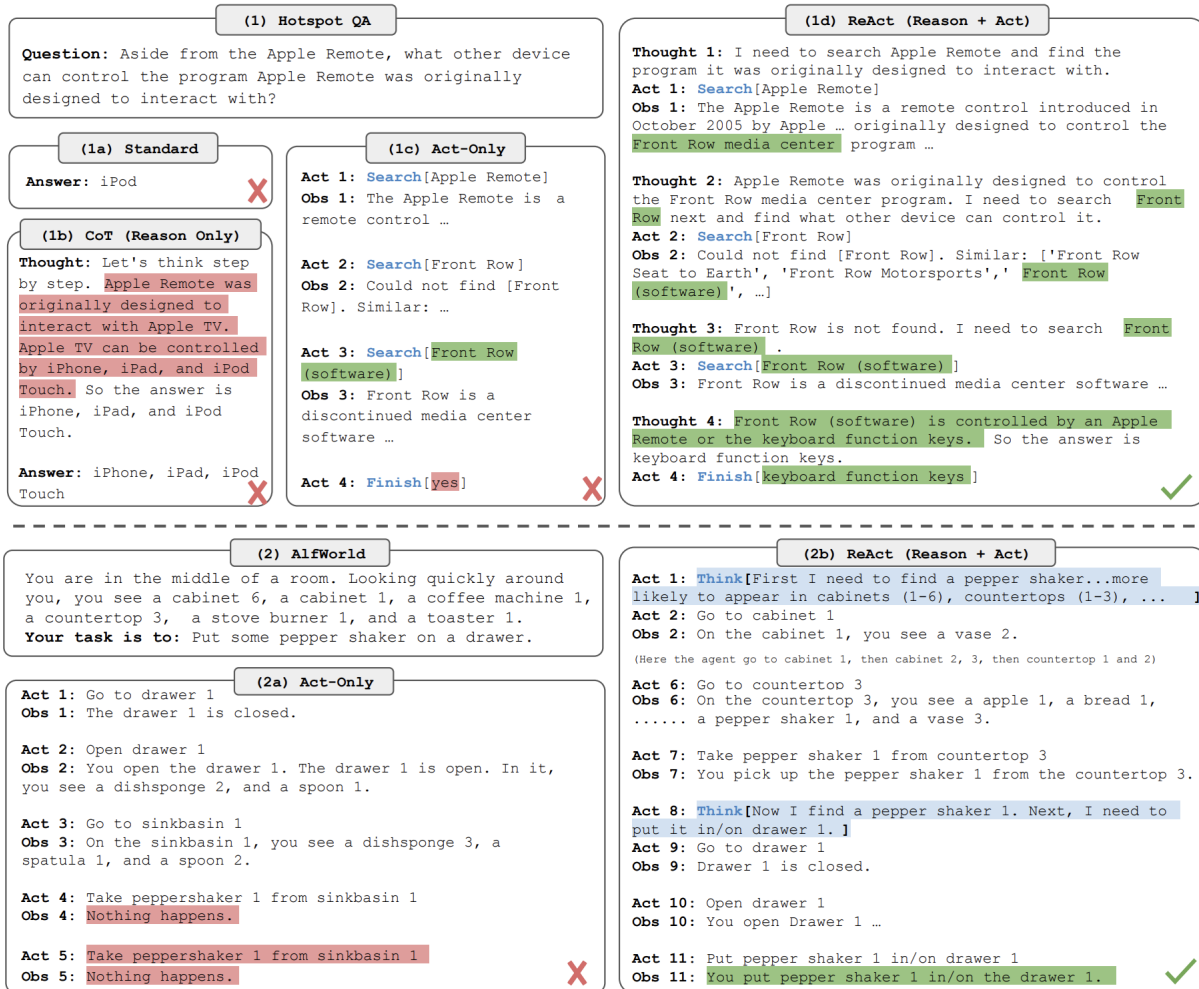 (1) Hotspot QA
Question: Aside from the Apple Remote, what other device
can control the program Apple Remote was originally
designed to interact with?
(1a) Standard
Answer: iPod
(1b) CoT (Reason Only)
Thought: Let's think step
by step. Apple Remote was
originally designed to
interact with Apple TV.
Apple TV can be controlled
by iPhone, iPad, and iPod
Touch. So the answer is
iPhone, iPad, and iPod
Touch.
Answer: iPhone, iPad, iPod
Touch
(1c) Act-Only
Act 1: Search[Apple Remote]
Obs 1: The Apple Remote is a
remote control …
Act 2: Search[Front Row]
Obs 2: Could not find [Front
Row]. Similar: …
Act 3: Search[Front Row
(software)]
Obs 3: Front Row is a
discontinued media center
software …
Act 4: Finish[yes]
(1d) ReAct (Reason + Act)
Thought 1: I need to search Apple Remote and find the
program it was originally designed to interact with.
Act 1: Search[Apple Remote]
Obs 1: The Apple Remote is a remote control introduced in
October 2005 by Apple … originally designed to control the
Front Row media center program …
Thought 2: Apple Remote was originally designed to control
the Front Row media center program. I need to search Front
Row next and find what other device can control it.
Act 2: Search[Front Row]
Obs 2: Could not find [Front Row]. Similar: ['Front Row
Seat to Earth', 'Front Row Motorsports',' Front Row
(software)', …]
Thought 3: Front Row is not found. I need to search Front
Row (software) .
Act 3: Search[Front Row (software)]
Obs 3: Front Row is a discontinued media center software …
Thought 4: Front Row (software) is controlled by an Apple
Remote or the keyboard function keys. So the answer is
keyboard function keys.
Act 4: Finish[keyboard function keys]
(2) AlfWorld
You are in the middle of a room. Looking quickly around
you, you see a cabinet 6, a cabinet 1, a coffee machine 1,
a countertop 3, a stove burner 1, and a toaster 1.
Your task is to: Put some pepper shaker on a drawer.
(2a) Act-Only
Act 1: Go to drawer 1
Obs 1: The drawer 1 is closed.
Act 2: Open drawer 1
Obs 2: You open the drawer 1. The drawer 1 is open. In it,
you see a dishsponge 2, and a spoon 1.
Act 3: Go to sinkbasin 1
Obs 3: On the sinkbasin 1, you see a dishsponge 3, a
spatula 1, and a spoon 2.
Act 4: Take peppershaker 1 from sinkbasin 1
Obs 4: Nothing happens.
Act 5: Take peppershaker 1 from sinkbasin 1
Obs 5: Nothing happens.
(2b) ReAct (Reason + Act)
Act 1: Think[First I need to find a pepper shaker...more
likely to appear in cabinets (1-6), countertops (1-3), ... ]
Act 2: Go to cabinet 1
Obs 2: On the cabinet 1, you see a vase 2.
(Here the agent go to cabinet 1, then cabinet 2, 3, then countertop 1 and 2)
Act 6: Go to countertop 3
Obs 6: On the countertop 3, you see a apple 1, a bread 1,
...... a pepper shaker 1, and a vase 3.
Act 7: Take pepper shaker 1 from countertop 3
Obs 7: You pick up the pepper shaker 1 from the countertop 3.
Act 8: Think[Now I find a pepper shaker 1. Next, I need to
put it in/on drawer 1. ]
Act 9: Go to drawer 1
Obs 9: Drawer 1 is closed.
Act 10: Open drawer 1
Obs 10: You open Drawer 1 …
Act 11: Put pepper shaker 1 in/on drawer 1
Obs 11: You put pepper shaker 1 in/on the drawer 1.